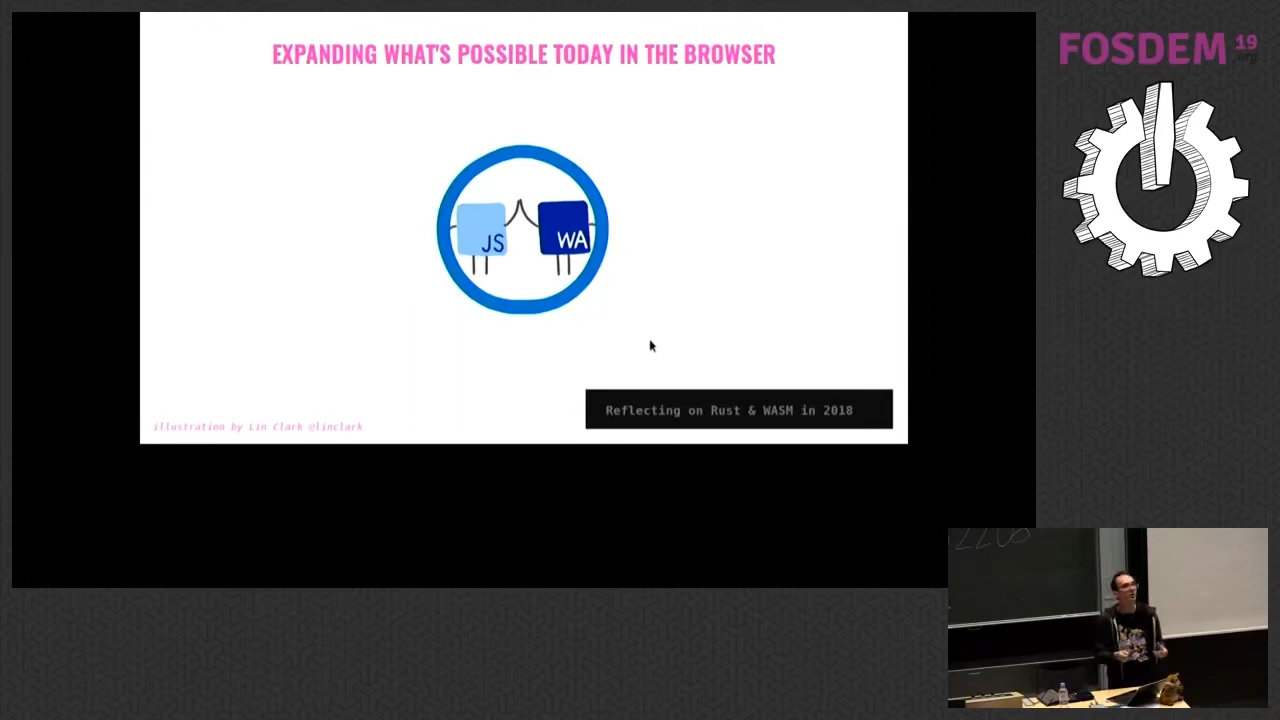 EXPANDING WHAT'S POSSIBLE TODAY IN THE BROWSER
JS
WA
illustration by Lin Clark @linclark
Reflecting on Rust & WASM in 2018
FOSDEM 19
.org